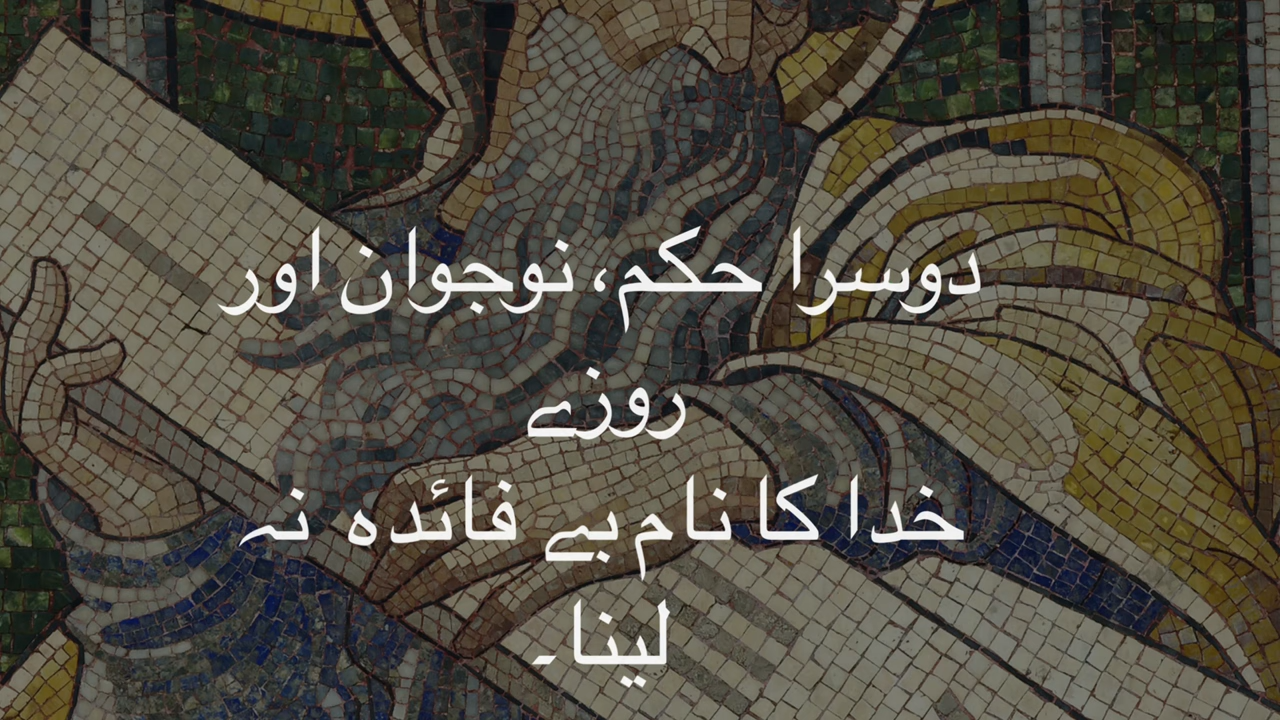 دوسرا حکم، نوجوان اور
روزے
خدا کا نام بے فائدہ نہ
لینا۔